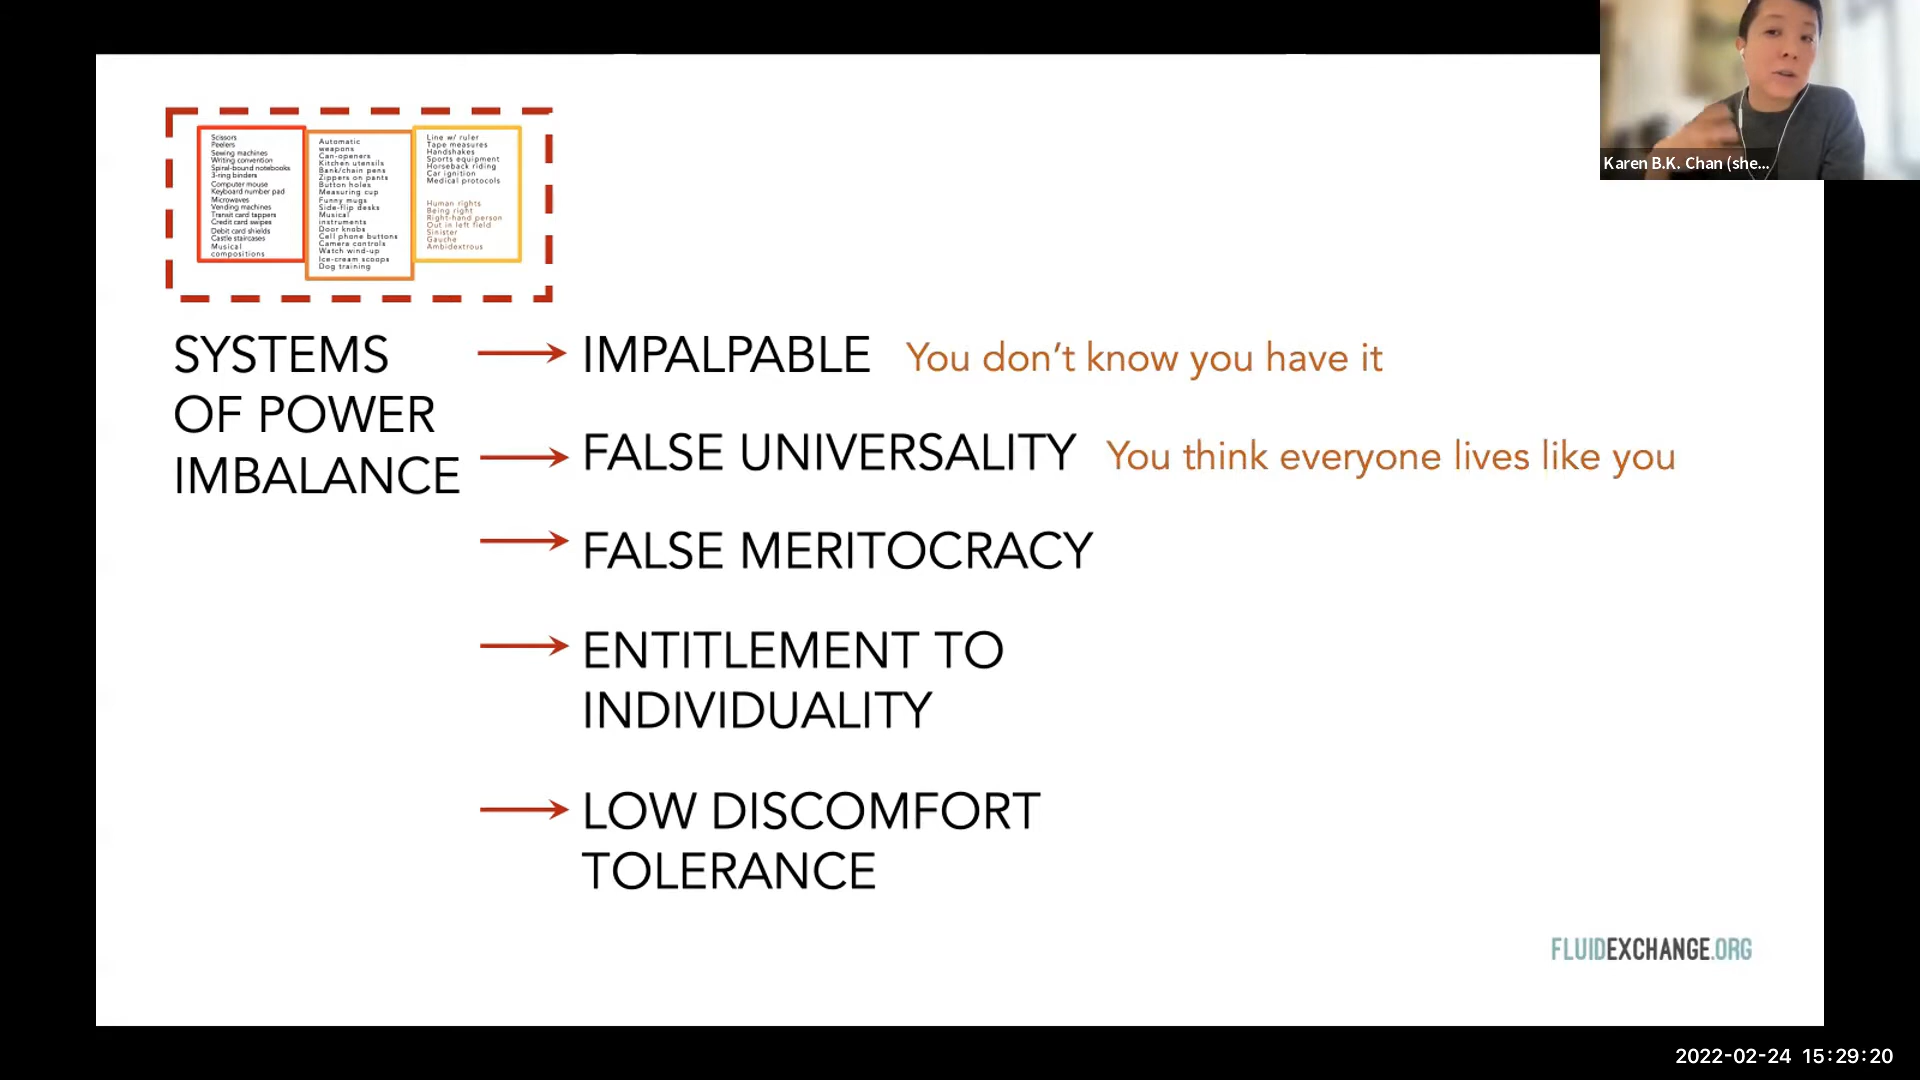 Karen B.K. Chan (she...
Scissors
Peelers
Sewing machines
Writing convention
Spiral-bound notebooks
3-ring binders
Computer mouse
Keyboard number pad
Microwaves
Vending machines
Transit card tappers
Credit card swipes
Debit card shields
Castle staircases
Musical
compositions
Automatic
weapons
Can-openers
Kitchen utensils
Bank/chain pens
Zippers on pants
Button holes
Measuring cup
Funny mugs
Side-flip desks
Musical
instruments
Door knobs
Cell phone buttons
Camera controls
Watch wind-up
Ice-cream scoops
Dog training
Line w/ ruler
Tape measures
Handshakes
Sports equipment
Horseback riding
Car ignition
Medical protocols
Human rights
Being right
Right-hand person
Out in left field
Sinister
Gauche
Ambidextrous
SYSTEMS
OF POWER
IMBALANCE
IMPALPABLE You don't know you have it
FALSE UNIVERSALITY You think everyone lives like you
FALSE MERITOCRACY
ENTITLEMENT TO
INDIVIDUALITY
LOW DISCOMFORT
TOLERANCE
FLUIDEXCHANGE.ORG
2022-02-24 15:29:20